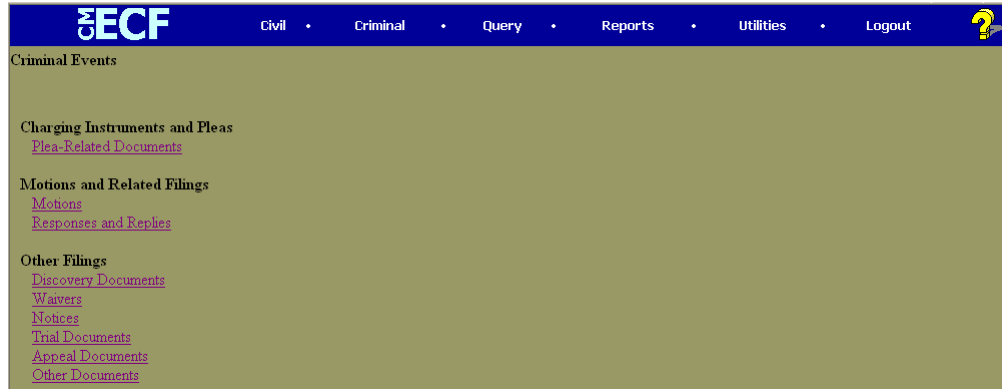 CM ECF Civil • Criminal • Query • Reports • Utilities • Logout ?
Criminal Events
Charging Instruments and Pleas
Plea-Related Documents
Motions and Related Filings
Motions
Responses and Replies
Other Filings
Discovery Documents
Waivers
Notices
Trial Documents
Appeal Documents
Other Documents